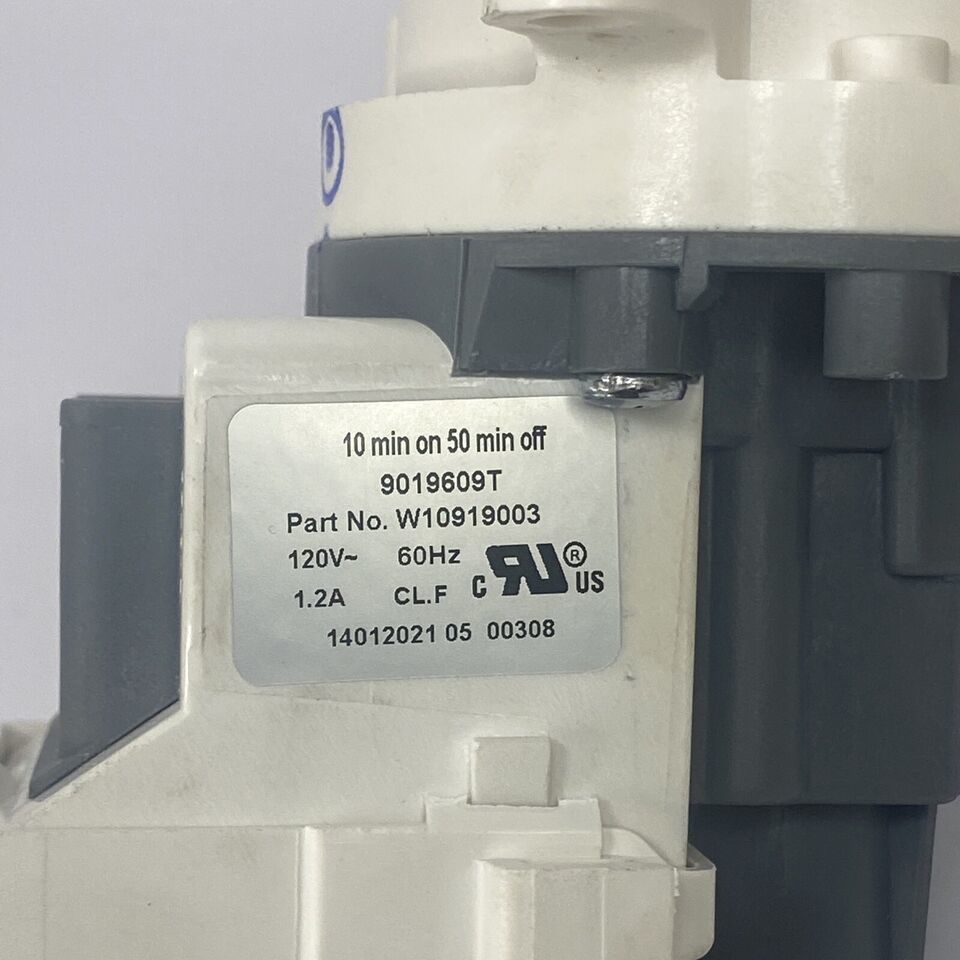 10 min on 50 min off
9019609T
Part No. W10919003
120V~ 60Hz
1.2A CL.F C RU® US
14012021 05 00308